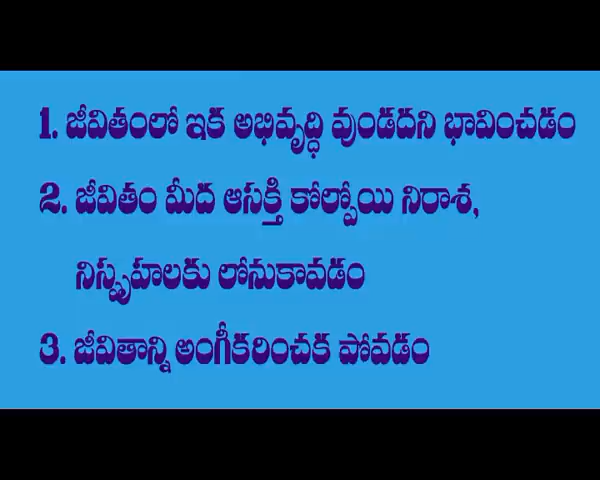 1. జీవితంలో ఇక అభివృద్ధి వుండదని భావించడం
2. జీవితం మీద ఆసక్తి కోల్పోయి నిరాశ,
నిస్పృహలకు లోనుకావడం
3. జీవితాన్ని అంగీకరించక పోవడం